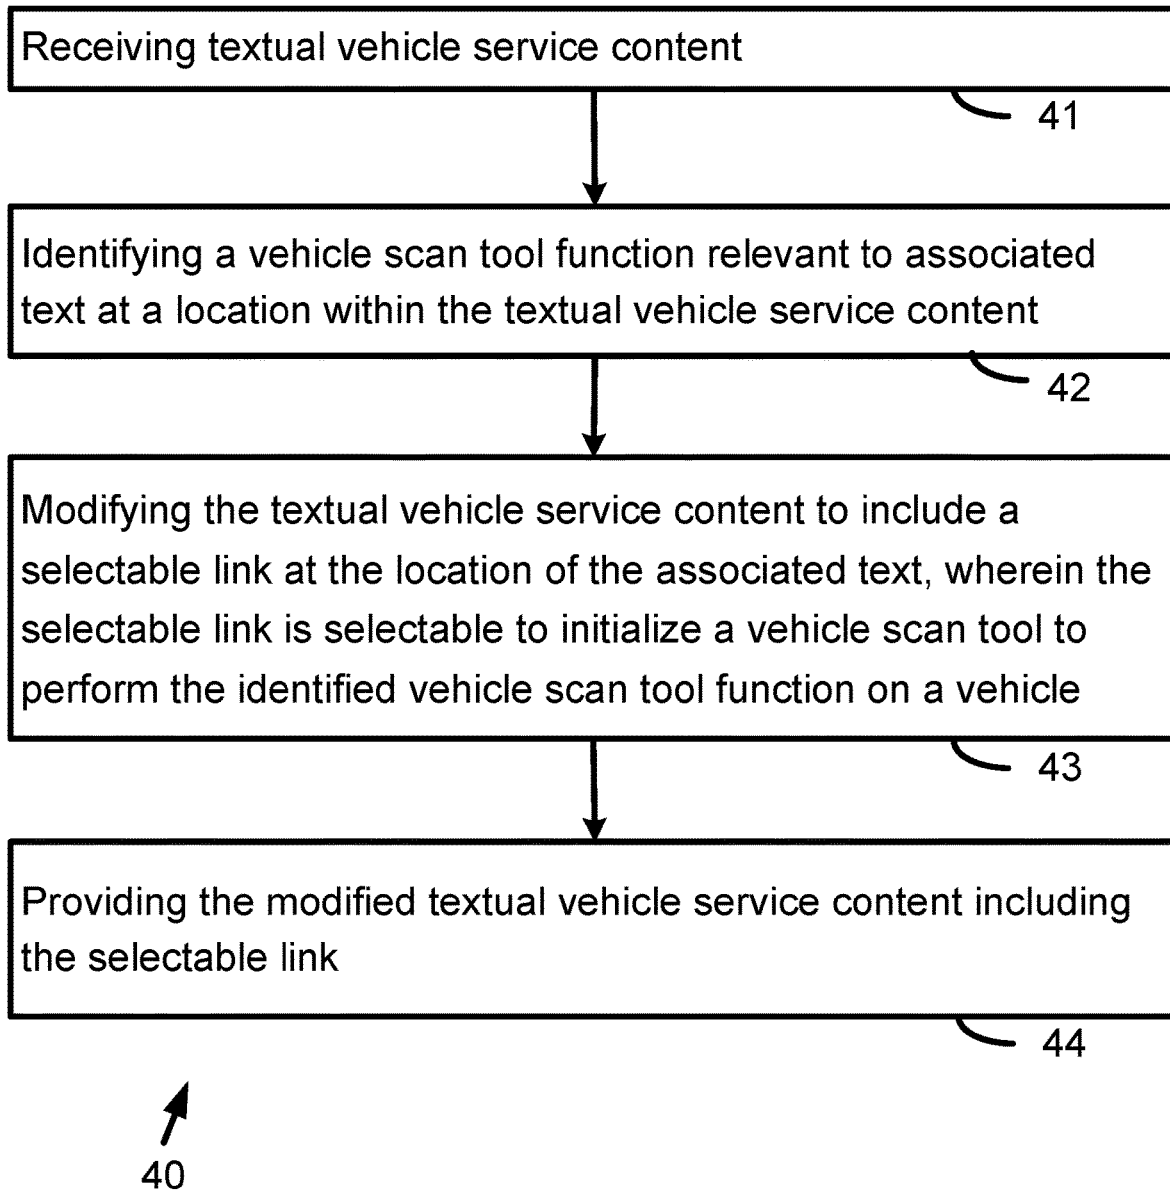 Receiving textual vehicle service content
41
Identifying a vehicle scan tool function relevant to associated
text at a location within the textual vehicle service content
42
Modifying the textual vehicle service content to include a
selectable link at the location of the associated text, wherein the
selectable link is selectable to initialize a vehicle scan tool to
perform the identified vehicle scan tool function on a vehicle
43
Providing the modified textual vehicle service content including
the selectable link
44
40